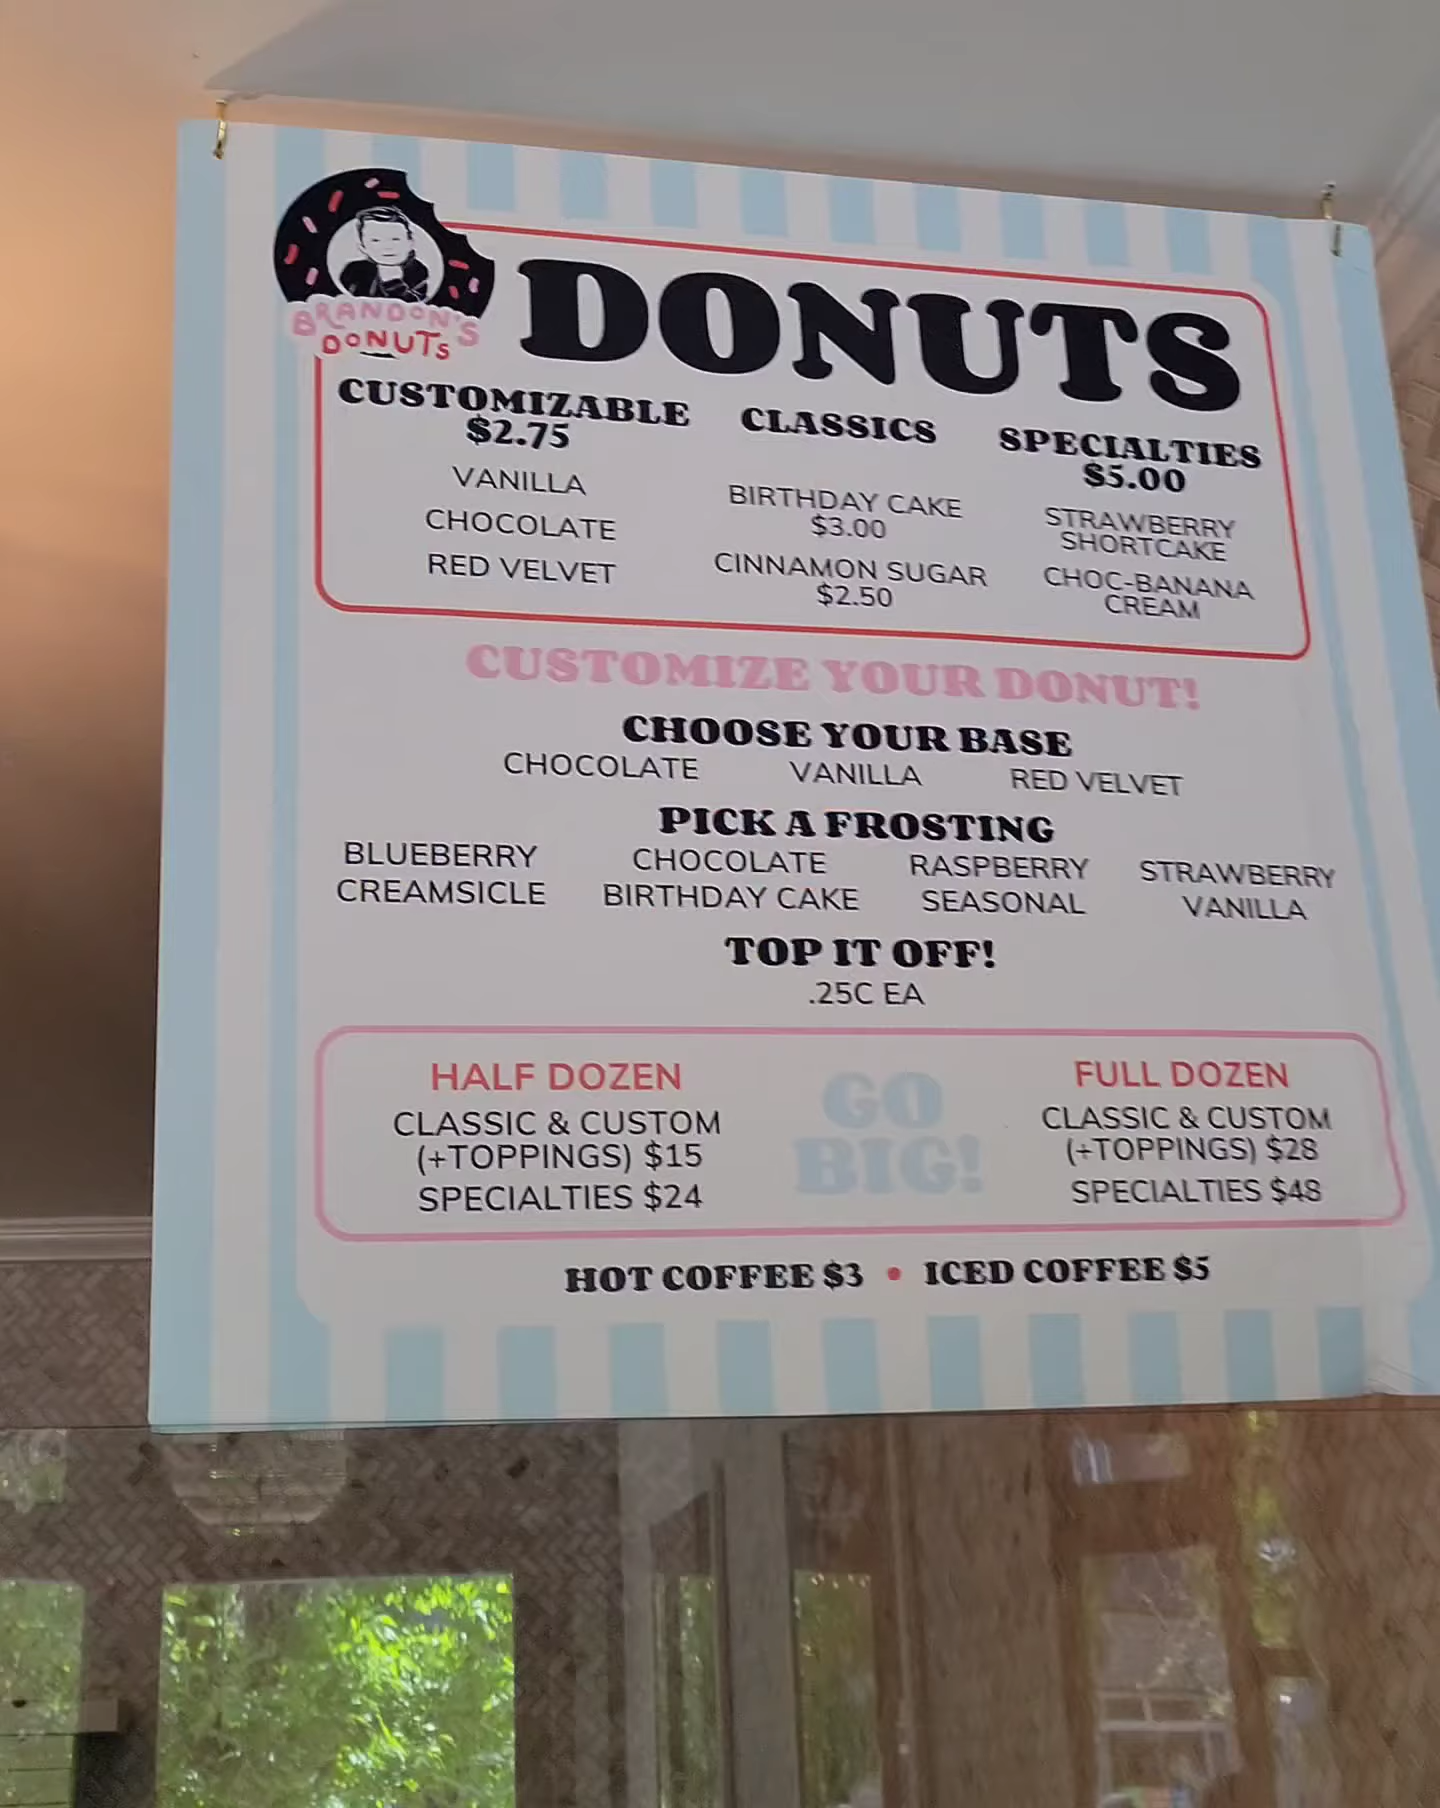 BRANDON'S
DONUTS
DONUTS
CUSTOMIZABLE
$2.75
VANILLA
CHOCOLATE
RED VELVET
CLASSICS
BIRTHDAY CAKE
$3.00
CINNAMON SUGAR
$2.50
SPECIALTIES
$5.00
STRAWBERRY
SHORTCAKE
CHOC-BANANA
CREAM
CUSTOMIZE YOUR DONUT!
CHOOSE YOUR BASE
CHOCOLATE VANILLA RED VELVET
PICK A FROSTING
BLUEBERRY CHOCOLATE RASPBERRY STRAWBERRY
CREAMSICLE BIRTHDAY CAKE SEASONAL VANILLA
TOP IT OFF!
.25C EA
HALF DOZEN
CLASSIC & CUSTOM
(+TOPPINGS) $15
SPECIALTIES $24
GO
BIG!
FULL DOZEN
CLASSIC & CUSTOM
(+TOPPINGS) $28
SPECIALTIES $48
HOT COFFEE $3 • ICED COFFEE $5